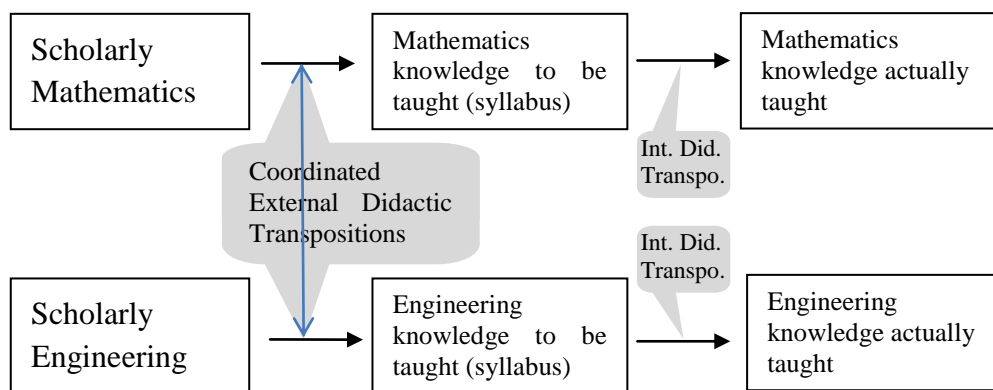 Scholarly
Mathematics
Mathematics
knowledge to be
taught (syllabus)
Mathematics
knowledge actually
taught
Int. Did.
Transpo.
Coordinated
External Didactic
Transpositions
Int. Did.
Transpo.
Scholarly
Engineering
Engineering
knowledge to be
taught (syllabus)
Engineering
knowledge actually
taught